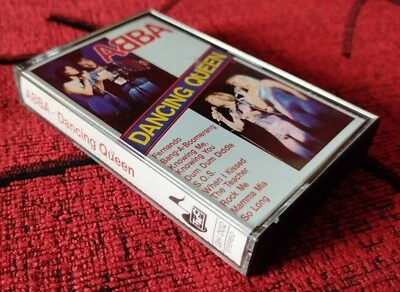 ABBA
DANCING QUEEN
Fernando
Bang-A-Boomerang
Knowing Me,
Knowing You
Dum Dum Diddle
S.O.S.
When I Kissed
The Teacher
Rock Me
Mamma Mia
So Long
ABBA - Dancing Queen
STEREO